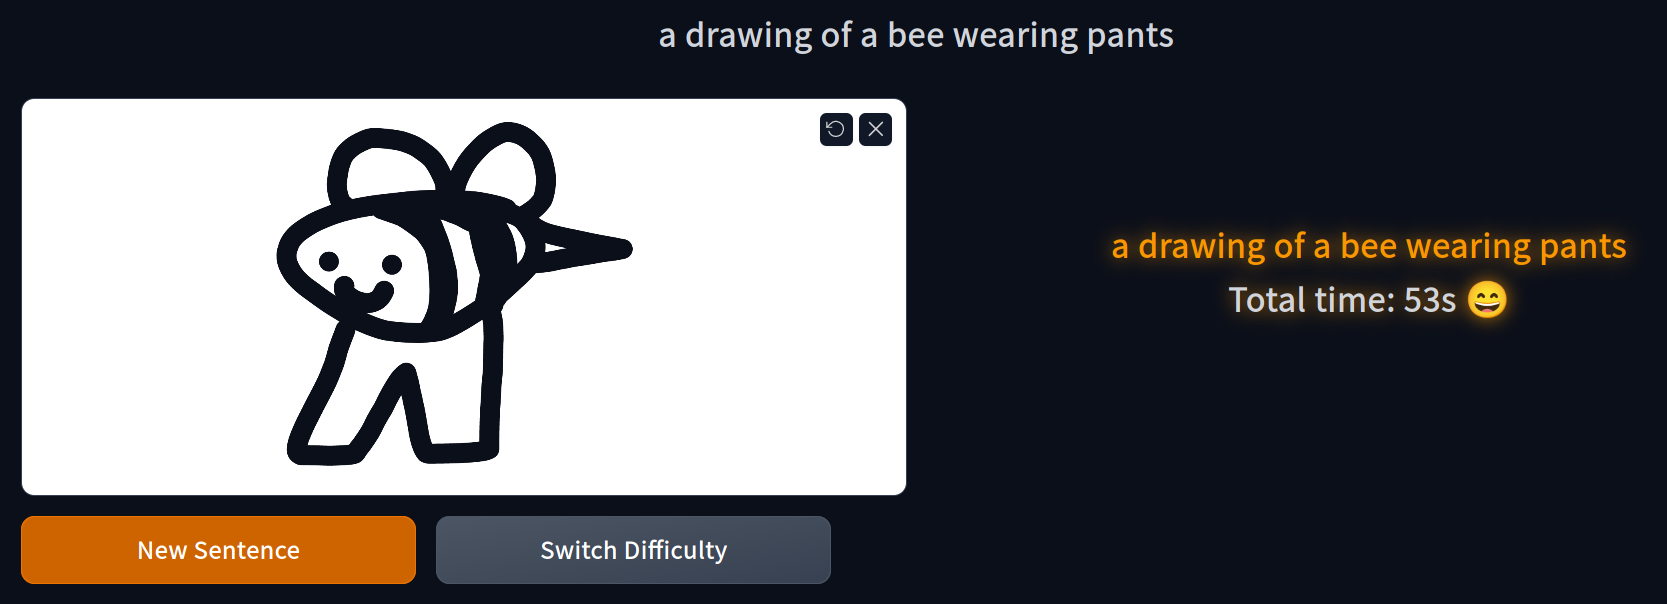 a drawing of a bee wearing pants
a drawing of a bee wearing pants
Total time: 53s 😄
New Sentence
Switch Difficulty